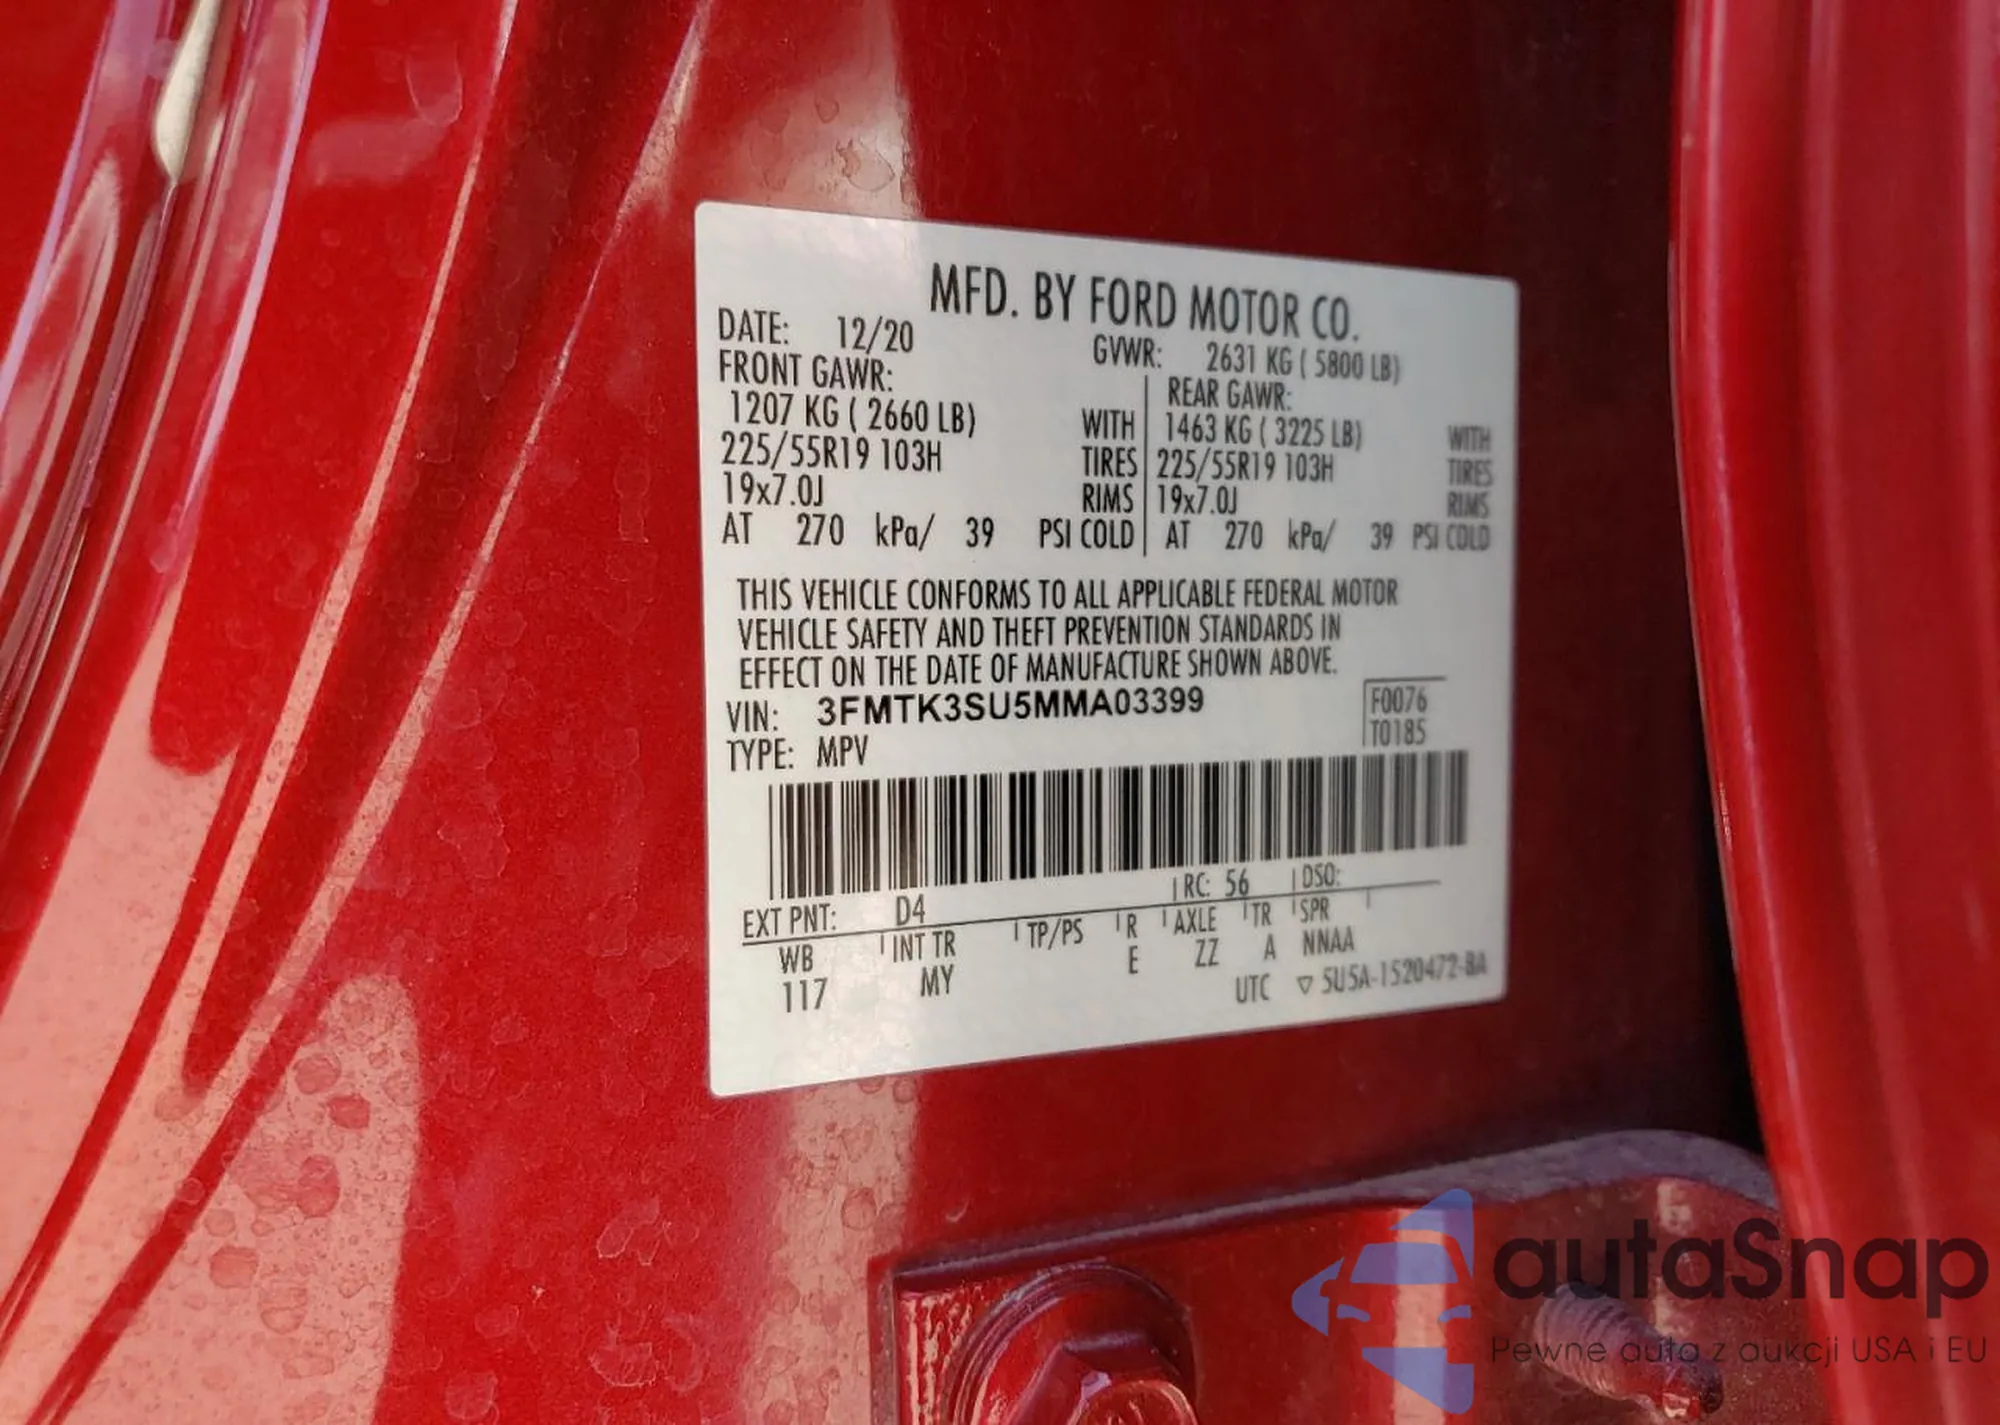 MFD. BY FORD MOTOR CO.
DATE: 12/20 GVWR: 2631 KG ( 5800 LB)
FRONT GAWR: REAR GAWR:
1207 KG ( 2660 LB) WITH 1463 KG ( 3225 LB) WITH
225/55R19 103H TIRES 225/55R19 103H TIRES
19x7.0J RIMS 19x7.0J RIMS
AT 270 kPa/ 39 PSI COLD AT 270 kPa/ 39 PSI COLD
THIS VEHICLE CONFORMS TO ALL APPLICABLE FEDERAL MOTOR
VEHICLE SAFETY AND THEFT PREVENTION STANDARDS IN
EFFECT ON THE DATE OF MANUFACTURE SHOWN ABOVE.
VIN: 3FMTK3SU5MMA03399 F0076
TYPE: MPV T0185
RC: 56 DSO:
EXT PNT: D4
WB INT TR TP/PS R AXLE TR SPR
117 MY E ZZ A NNAA
UTC ▽ 5U5A-1520472-BA
autaSnap
Pewne auta z aukcji USA i EU